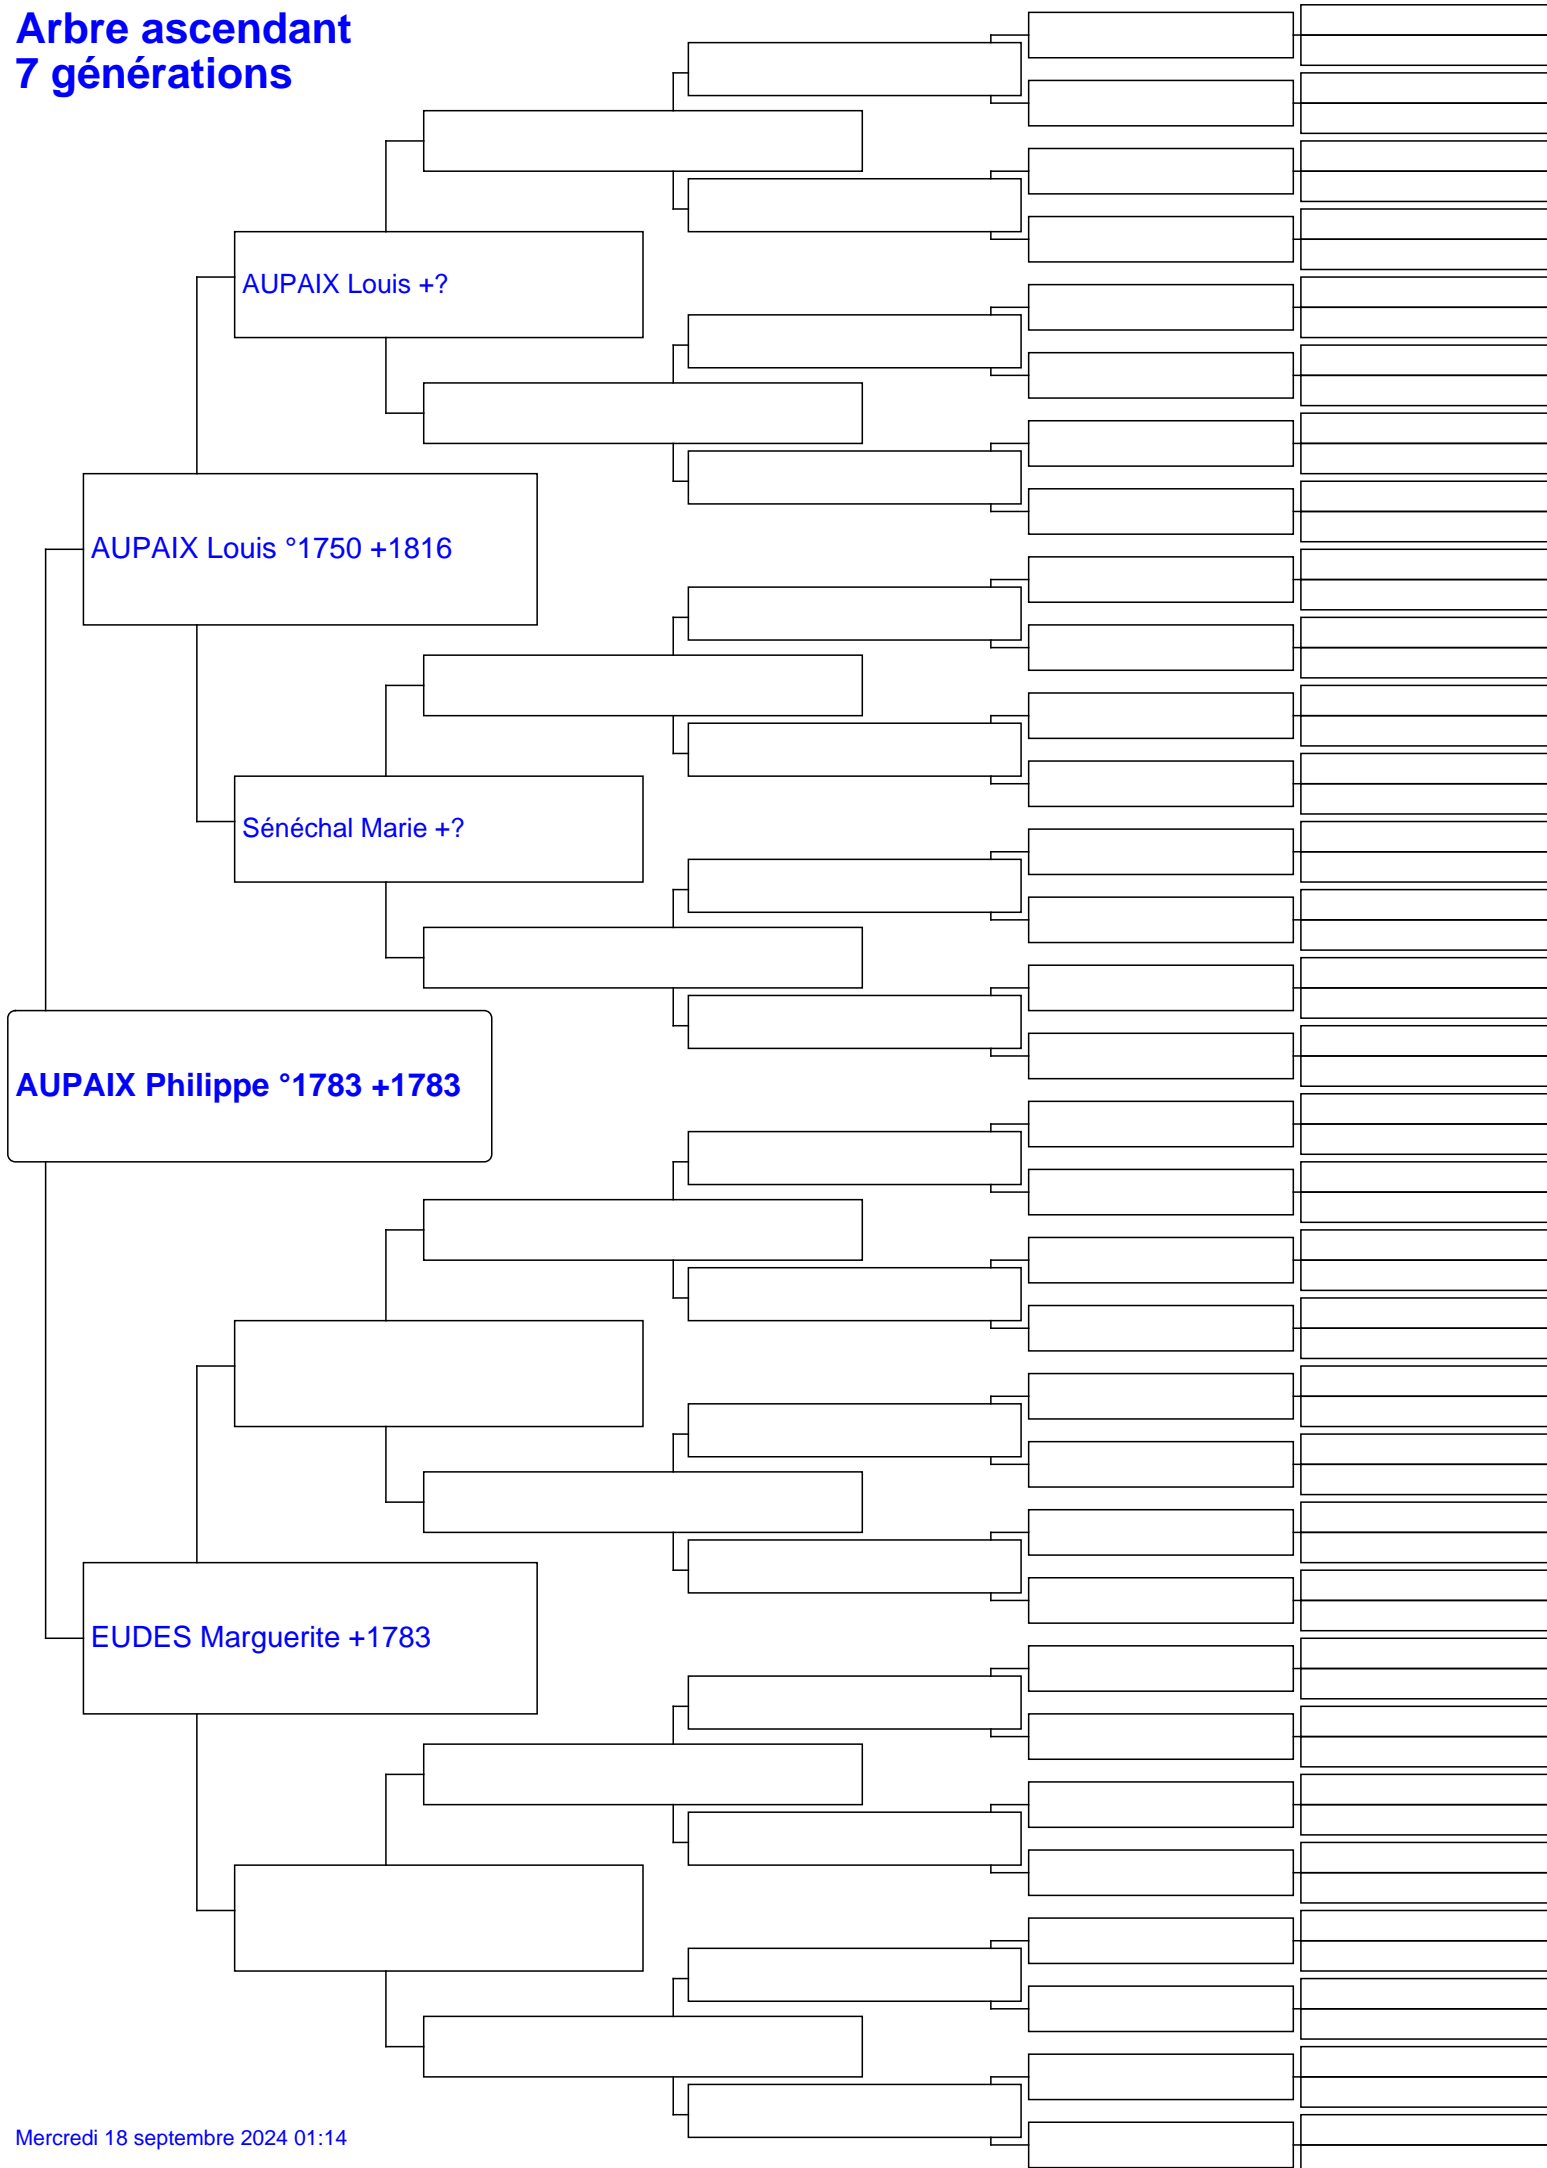 Arbre ascendant
7 générations
AUPAIX Louis +?
AUPAIX Louis °1750 +1816
Sénéchal Marie +?
AUPAIX Philippe °1783 +1783
EUDES Marguerite +1783
Mercredi 18 septembre 2024 01:14